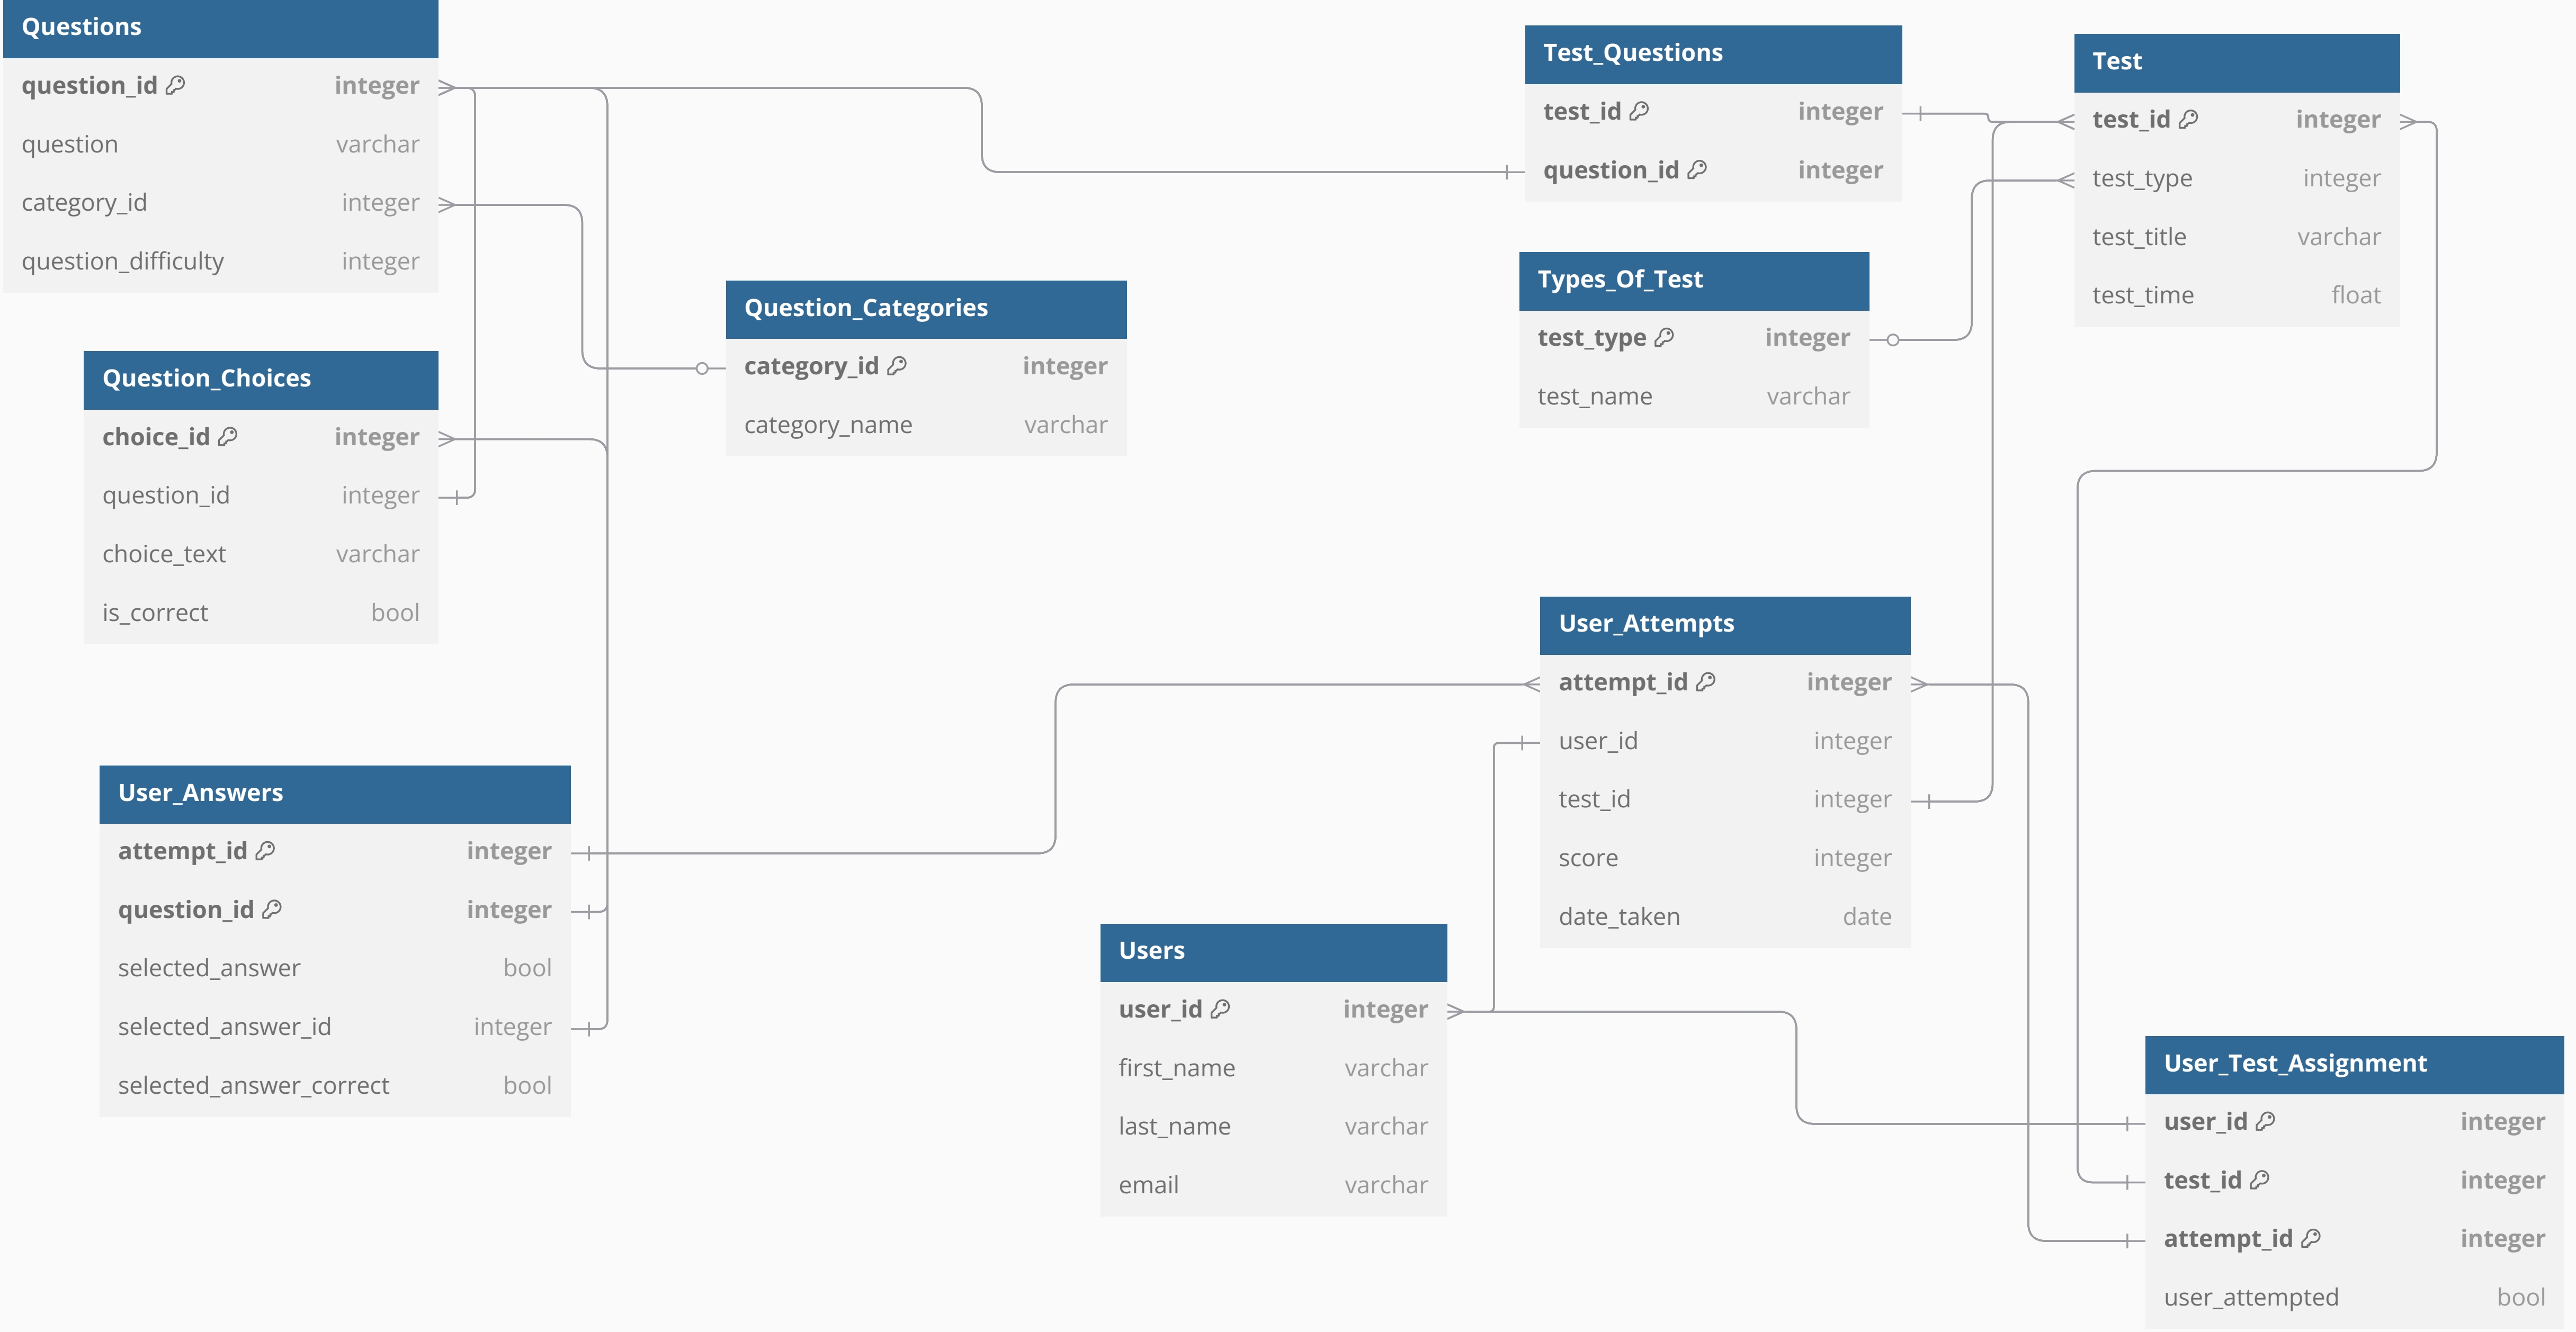 Questions
question_id integer
question varchar
category_id integer
question_difficulty integer
Question_Choices
choice_id integer
question_id integer
choice_text varchar
is_correct bool
User_Answers
attempt_id integer
question_id integer
selected_answer bool
selected_answer_id integer
selected_answer_correct bool
Question_Categories
category_id integer
category_name varchar
Test_Questions
test_id integer
question_id integer
Types_Of_Test
test_type integer
test_name varchar
Test
test_id integer
test_type integer
test_title varchar
test_time float
User_Attempts
attempt_id integer
user_id integer
test_id integer
score integer
date_taken date
Users
user_id integer
first_name varchar
last_name varchar
email varchar
User_Test_Assignment
user_id integer
test_id integer
attempt_id integer
user_attempted bool